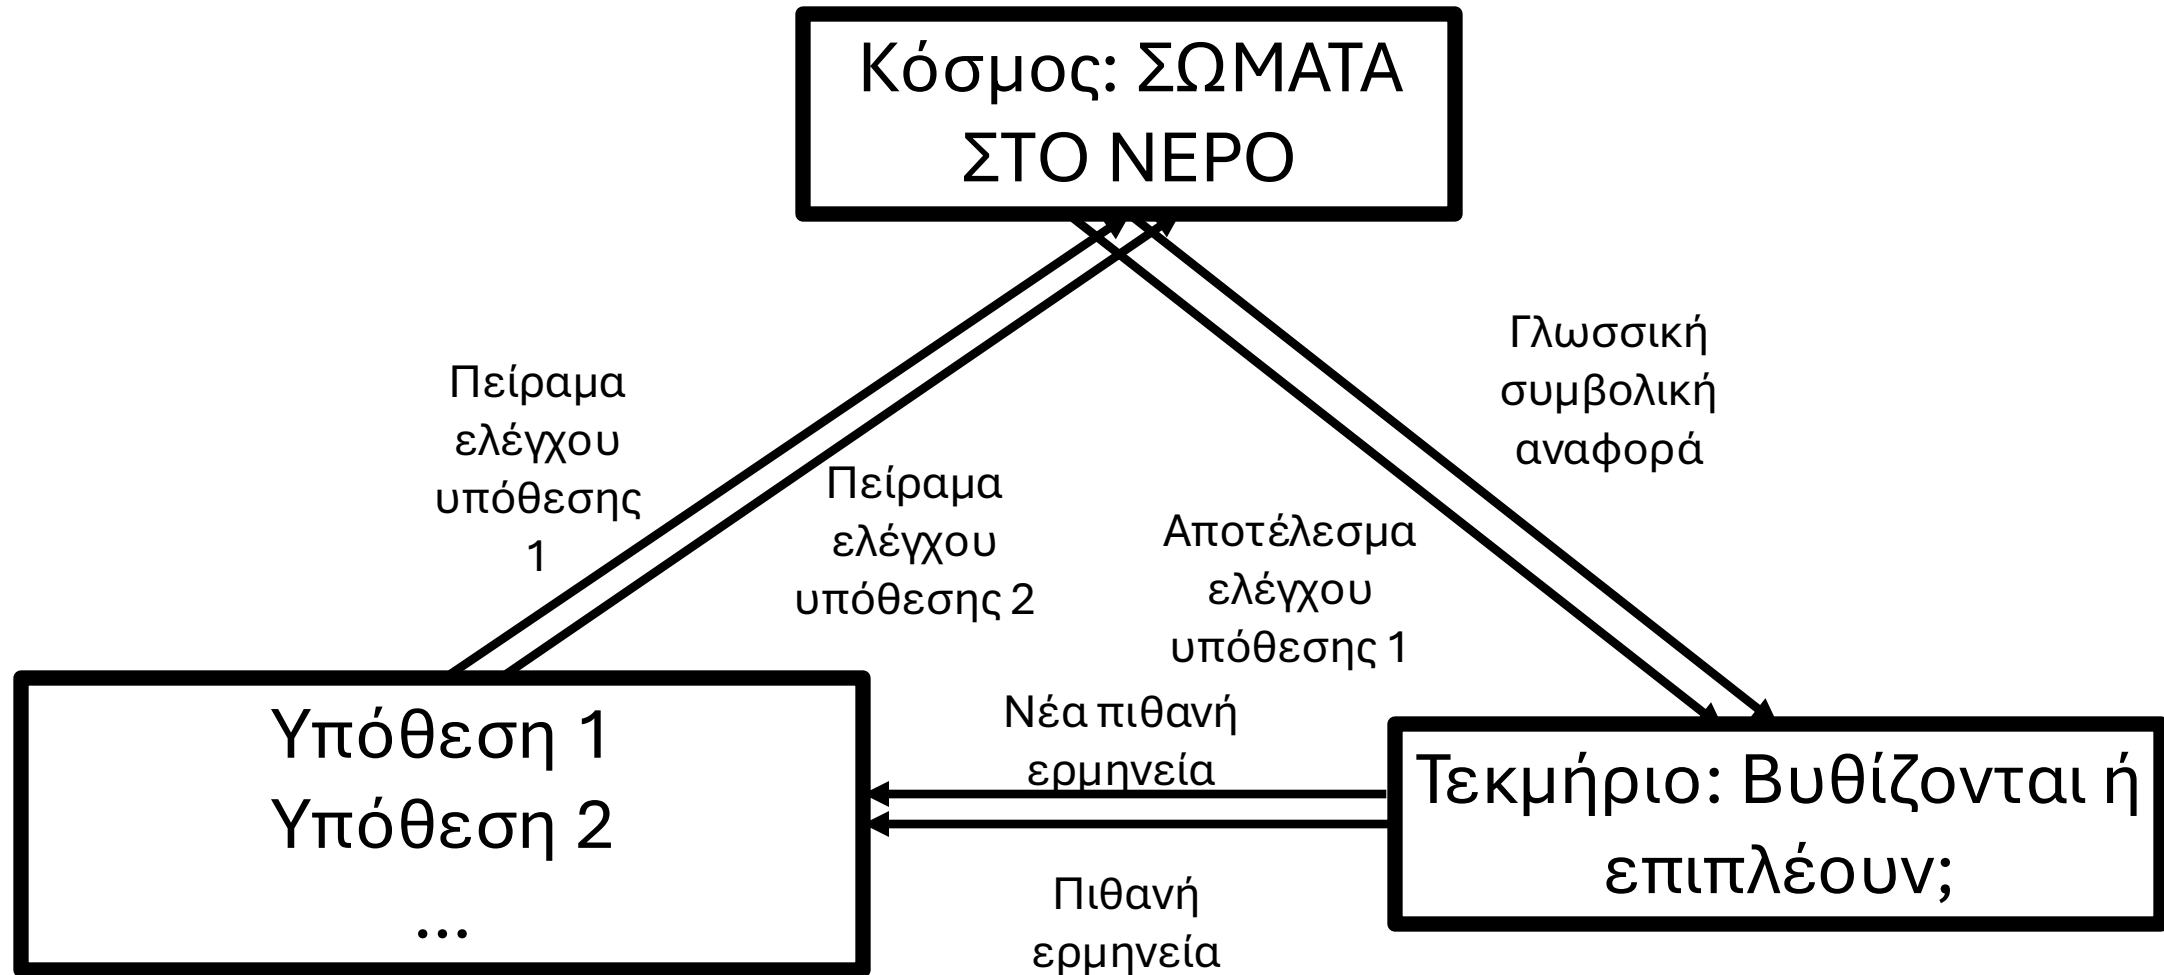 Κόσμος: ΣΩΜΑΤΑ
ΣΤΟ ΝΕΡΟ
Γλωσσική
συμβολική
αναφορά
Πείραμα
ελέγχου
υπόθεσης
1
Πείραμα
ελέγχου
υπόθεσης 2
Αποτέλεσμα
ελέγχου
υπόθεσης 1
Νέα πιθανή
ερμηνεία
Υπόθεση 1
Υπόθεση 2
...
Τεκμήριο: Βυθίζονται ή
επιπλέουν;
Πιθανή
ερμηνεία